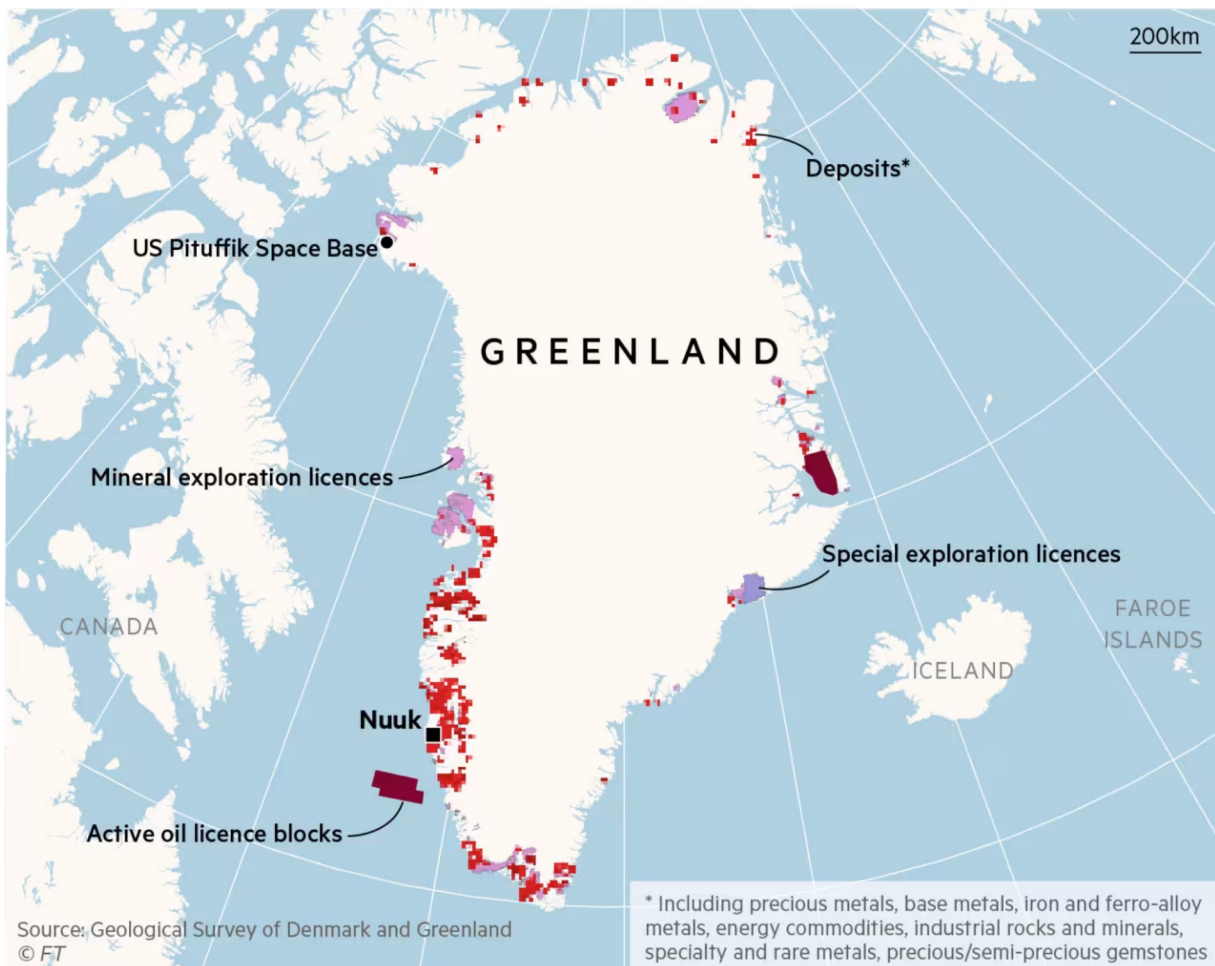 200km
Deposits*
US Pituffik Space Base
GREENLAND
Mineral exploration licences
Special exploration licences
CANADA
FAROE
ISLANDS
ICELAND
Nuuk
Active oil licence blocks
* Including precious metals, base metals, iron and ferro-alloy
metals, energy commodities, industrial rocks and minerals,
specialty and rare metals, precious/semi-precious gemstones
Source: Geological Survey of Denmark and Greenland
© FT